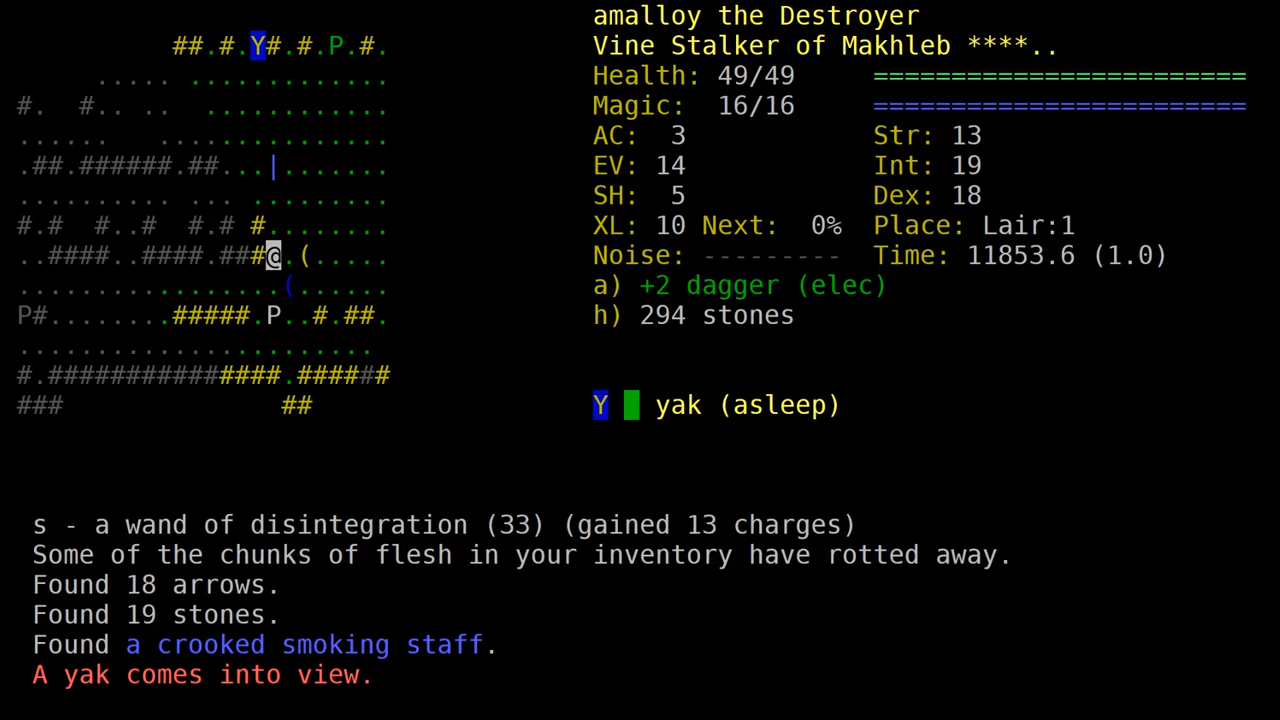 amalloy the Destroyer
##.#.Y#.#.P.#. Vine Stalker of Makhleb ****..
..... ............. Health: 49/49 ========================
#. #.. .. ............ Magic: 16/16 ========================
...... ............... AC: 3 Str: 13
.##.######.##...|....... EV: 14 Int: 19
.......... ... ......... SH: 5 Dex: 18
#.# #..# #.# #........ XL: 10 Next: 0% Place: Lair:1
..####..####.###@.(..... Noise: --------- Time: 11853.6 (1.0)
.................(...... a) +2 dagger (elec)
P#........#####.P..#.##. h) 294 stones
.......................
#.###############.######
### ## Y yak (asleep)
s - a wand of disintegration (33) (gained 13 charges)
Some of the chunks of flesh in your inventory have rotted away.
Found 18 arrows.
Found 19 stones.
Found a crooked smoking staff.
A yak comes into view.